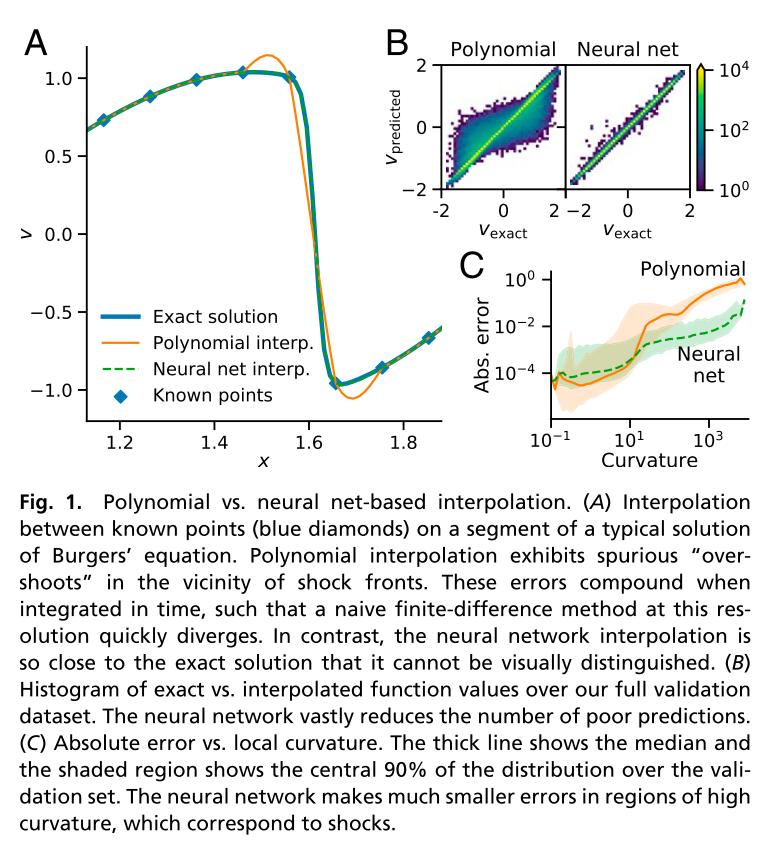 A
1.0
0.5
0.0
−0.5
−1.0
v
1.2
1.4
1.6
1.8
x
Exact solution
Polynomial interp.
Neural net interp.
Known points
B
Polynomial
Neural net
2
0
−2
v_predicted
-2
0
2
−2
0
2
v_exact
v_exact
10^4
10^2
10^0
C
Polynomial
Neural
net
10^0
10^−2
10^−4
Abs. error
10^−1
10^1
10^3
Curvature
Fig. 1. Polynomial vs. neural net-based interpolation. (A) Interpolation
between known points (blue diamonds) on a segment of a typical solution
of Burgers’ equation. Polynomial interpolation exhibits spurious “over-
shoots” in the vicinity of shock fronts. These errors compound when
integrated in time, such that a naive finite-difference method at this res-
olution quickly diverges. In contrast, the neural network interpolation is
so close to the exact solution that it cannot be visually distinguished. (B)
Histogram of exact vs. interpolated function values over our full validation
dataset. The neural network vastly reduces the number of poor predictions.
(C) Absolute error vs. local curvature. The thick line shows the median and
the shaded region shows the central 90% of the distribution over the vali-
dation set. The neural network makes much smaller errors in regions of high
curvature, which correspond to shocks.